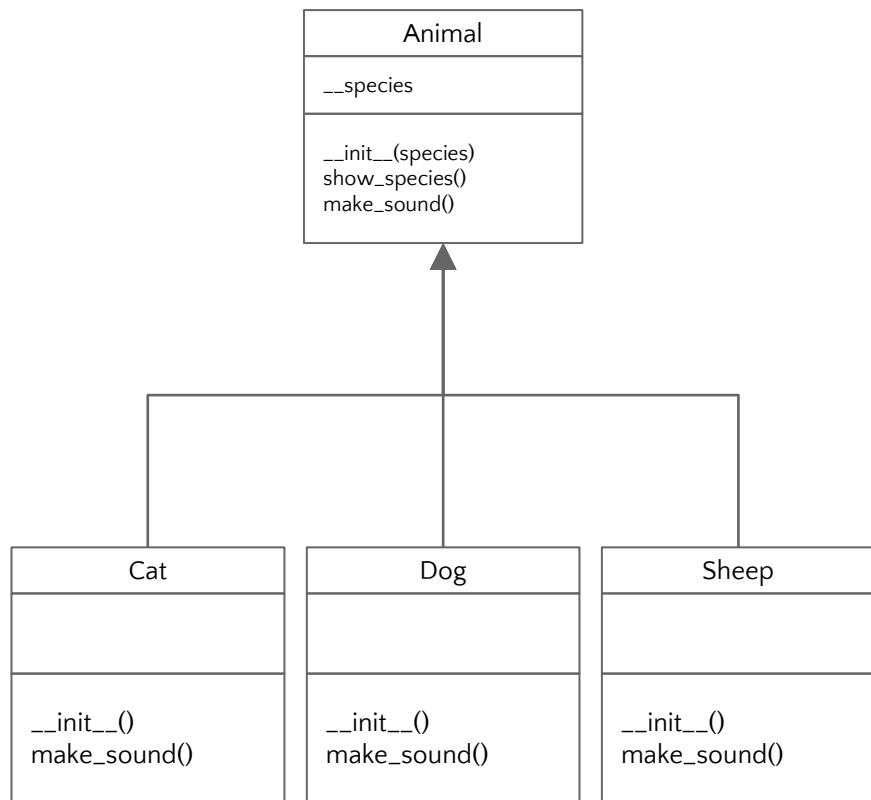 Animal
__species
__init__(species)
show_species()
make_sound()
Cat
__init__()
make_sound()
Dog
__init__()
make_sound()
Sheep
__init__()
make_sound()